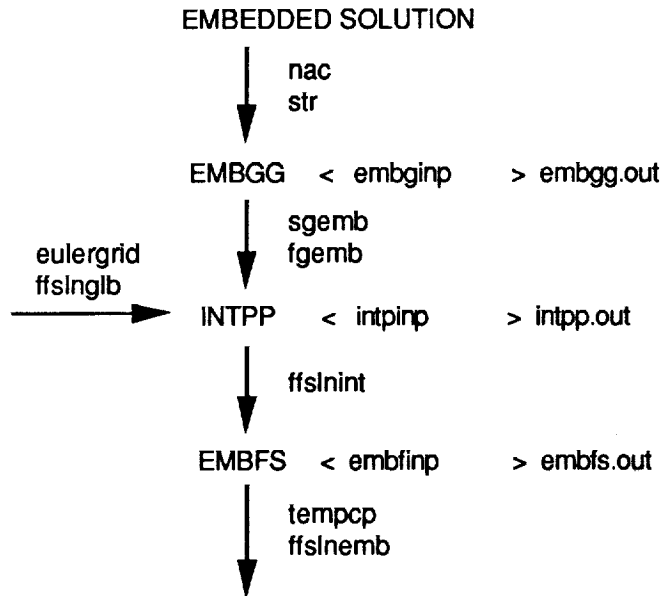 EMBEDDED SOLUTION
nac
str
EMBGG < embginp > embgg.out
sgemb
fgemb
eulergrid
ffslnglb
INTPP < intpinp > intpp.out
ffslnint
EMBFS < embfinp > embfs.out
tempcp
ffslnemb